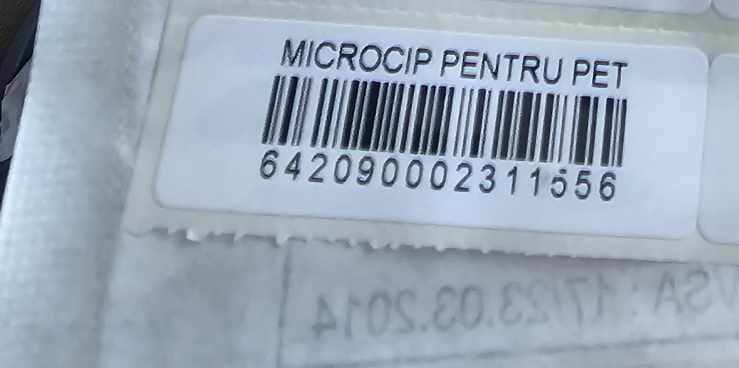 MICROCIP PENTRU PET
642090002311556
VSA: 17/23.03.2014